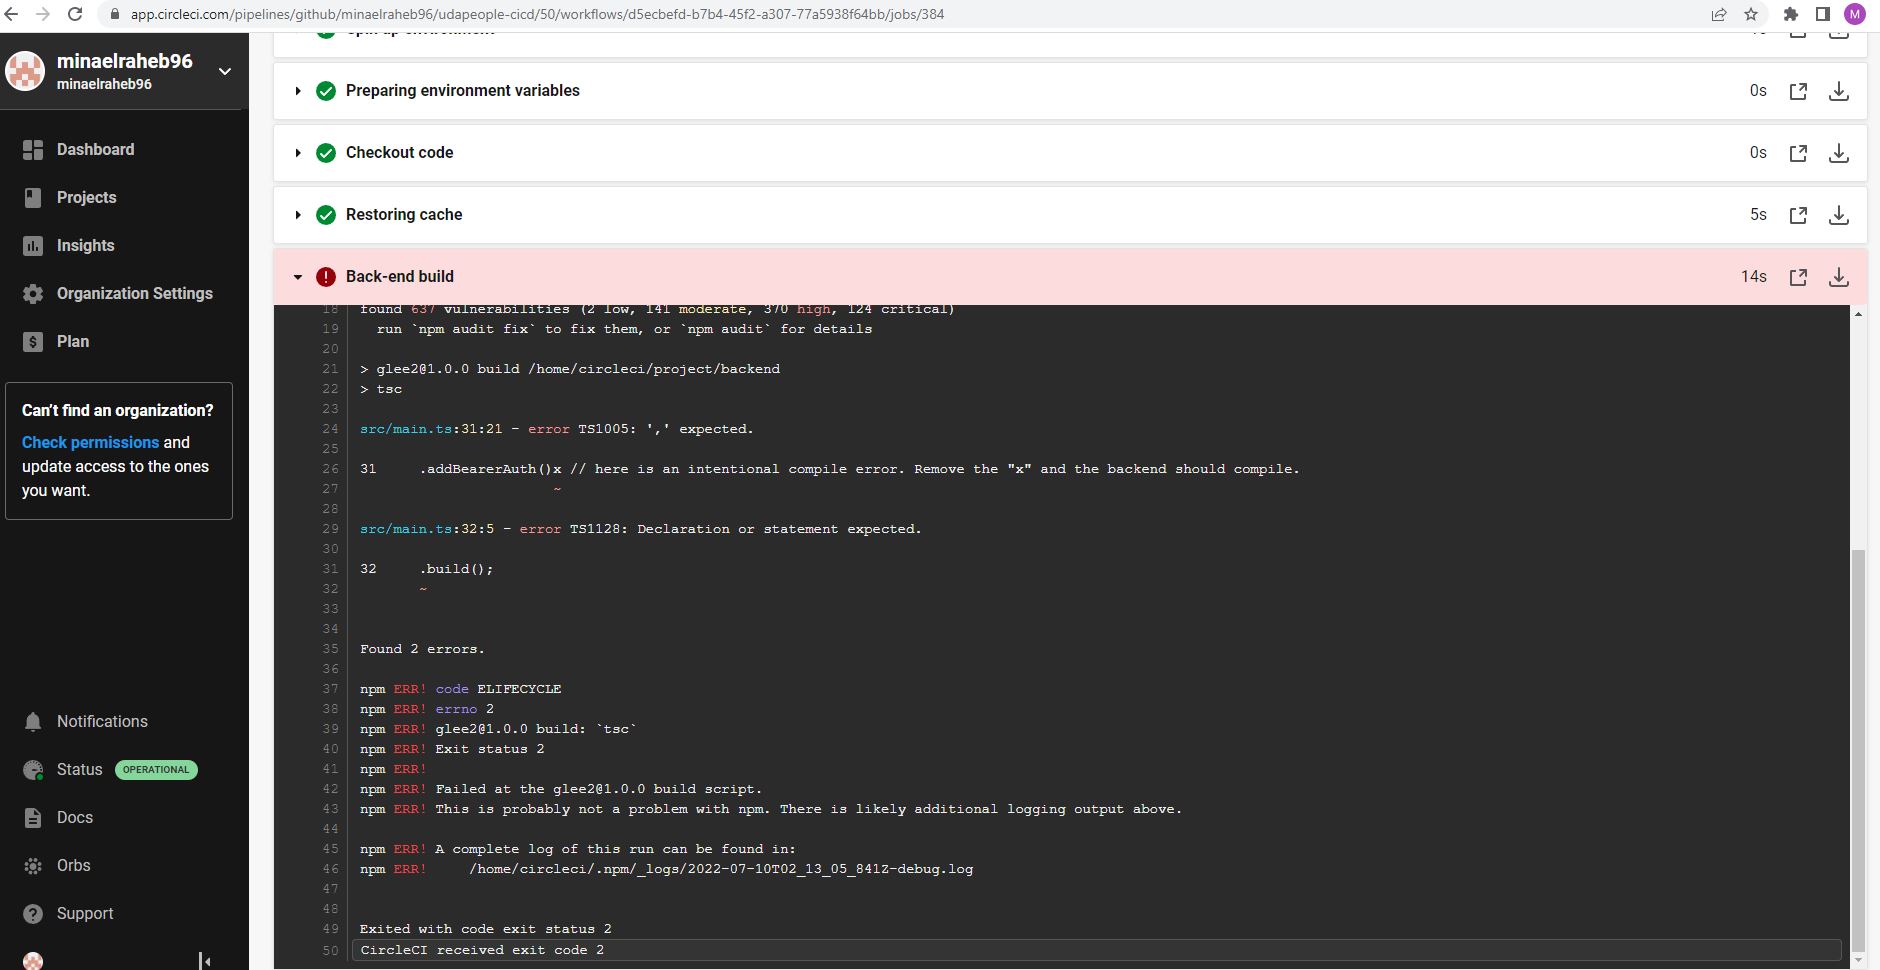 app.circleci.com/pipelines/github/minaelraheb96/udapeople-cicd/50/workflows/d5ecbefd-b7b4-45f2-a307-77a5938f64bb/jobs/384
M
minaelraheb96
minaelraheb96
Dashboard
Projects
Insights
Organization Settings
Plan
Can't find an organization?
Check permissions and
update access to the ones
you want.
Notifications
Status OPERATIONAL
Docs
Orbs
Support
Spin up environment
Preparing environment variables 0s
Checkout code 0s
Restoring cache 5s
Back-end build 14s
18 found 637 vulnerabilities (2 low, 141 moderate, 370 high, 124 critical)
19 run `npm audit fix` to fix them, or `npm audit` for details
20
21 > glee2@1.0.0 build /home/circleci/project/backend
22 > tsc
23
24 src/main.ts:31:21 - error TS1005: ',' expected.
25
26 31 .addBearerAuth()x // here is an intentional compile error. Remove the "x" and the backend should compile.
27 ~
28
29 src/main.ts:32:5 - error TS1128: Declaration or statement expected.
30
31 32 .build();
32 ~
33
34
35 Found 2 errors.
36
37 npm ERR! code ELIFECYCLE
38 npm ERR! errno 2
39 npm ERR! glee2@1.0.0 build: `tsc`
40 npm ERR! Exit status 2
41 npm ERR!
42 npm ERR! Failed at the glee2@1.0.0 build script.
43 npm ERR! This is probably not a problem with npm. There is likely additional logging output above.
44
45 npm ERR! A complete log of this run can be found in:
46 npm ERR! /home/circleci/.npm/_logs/2022-07-10T02_13_05_841Z-debug.log
47
48
49 Exited with code exit status 2
50 CircleCI received exit code 2